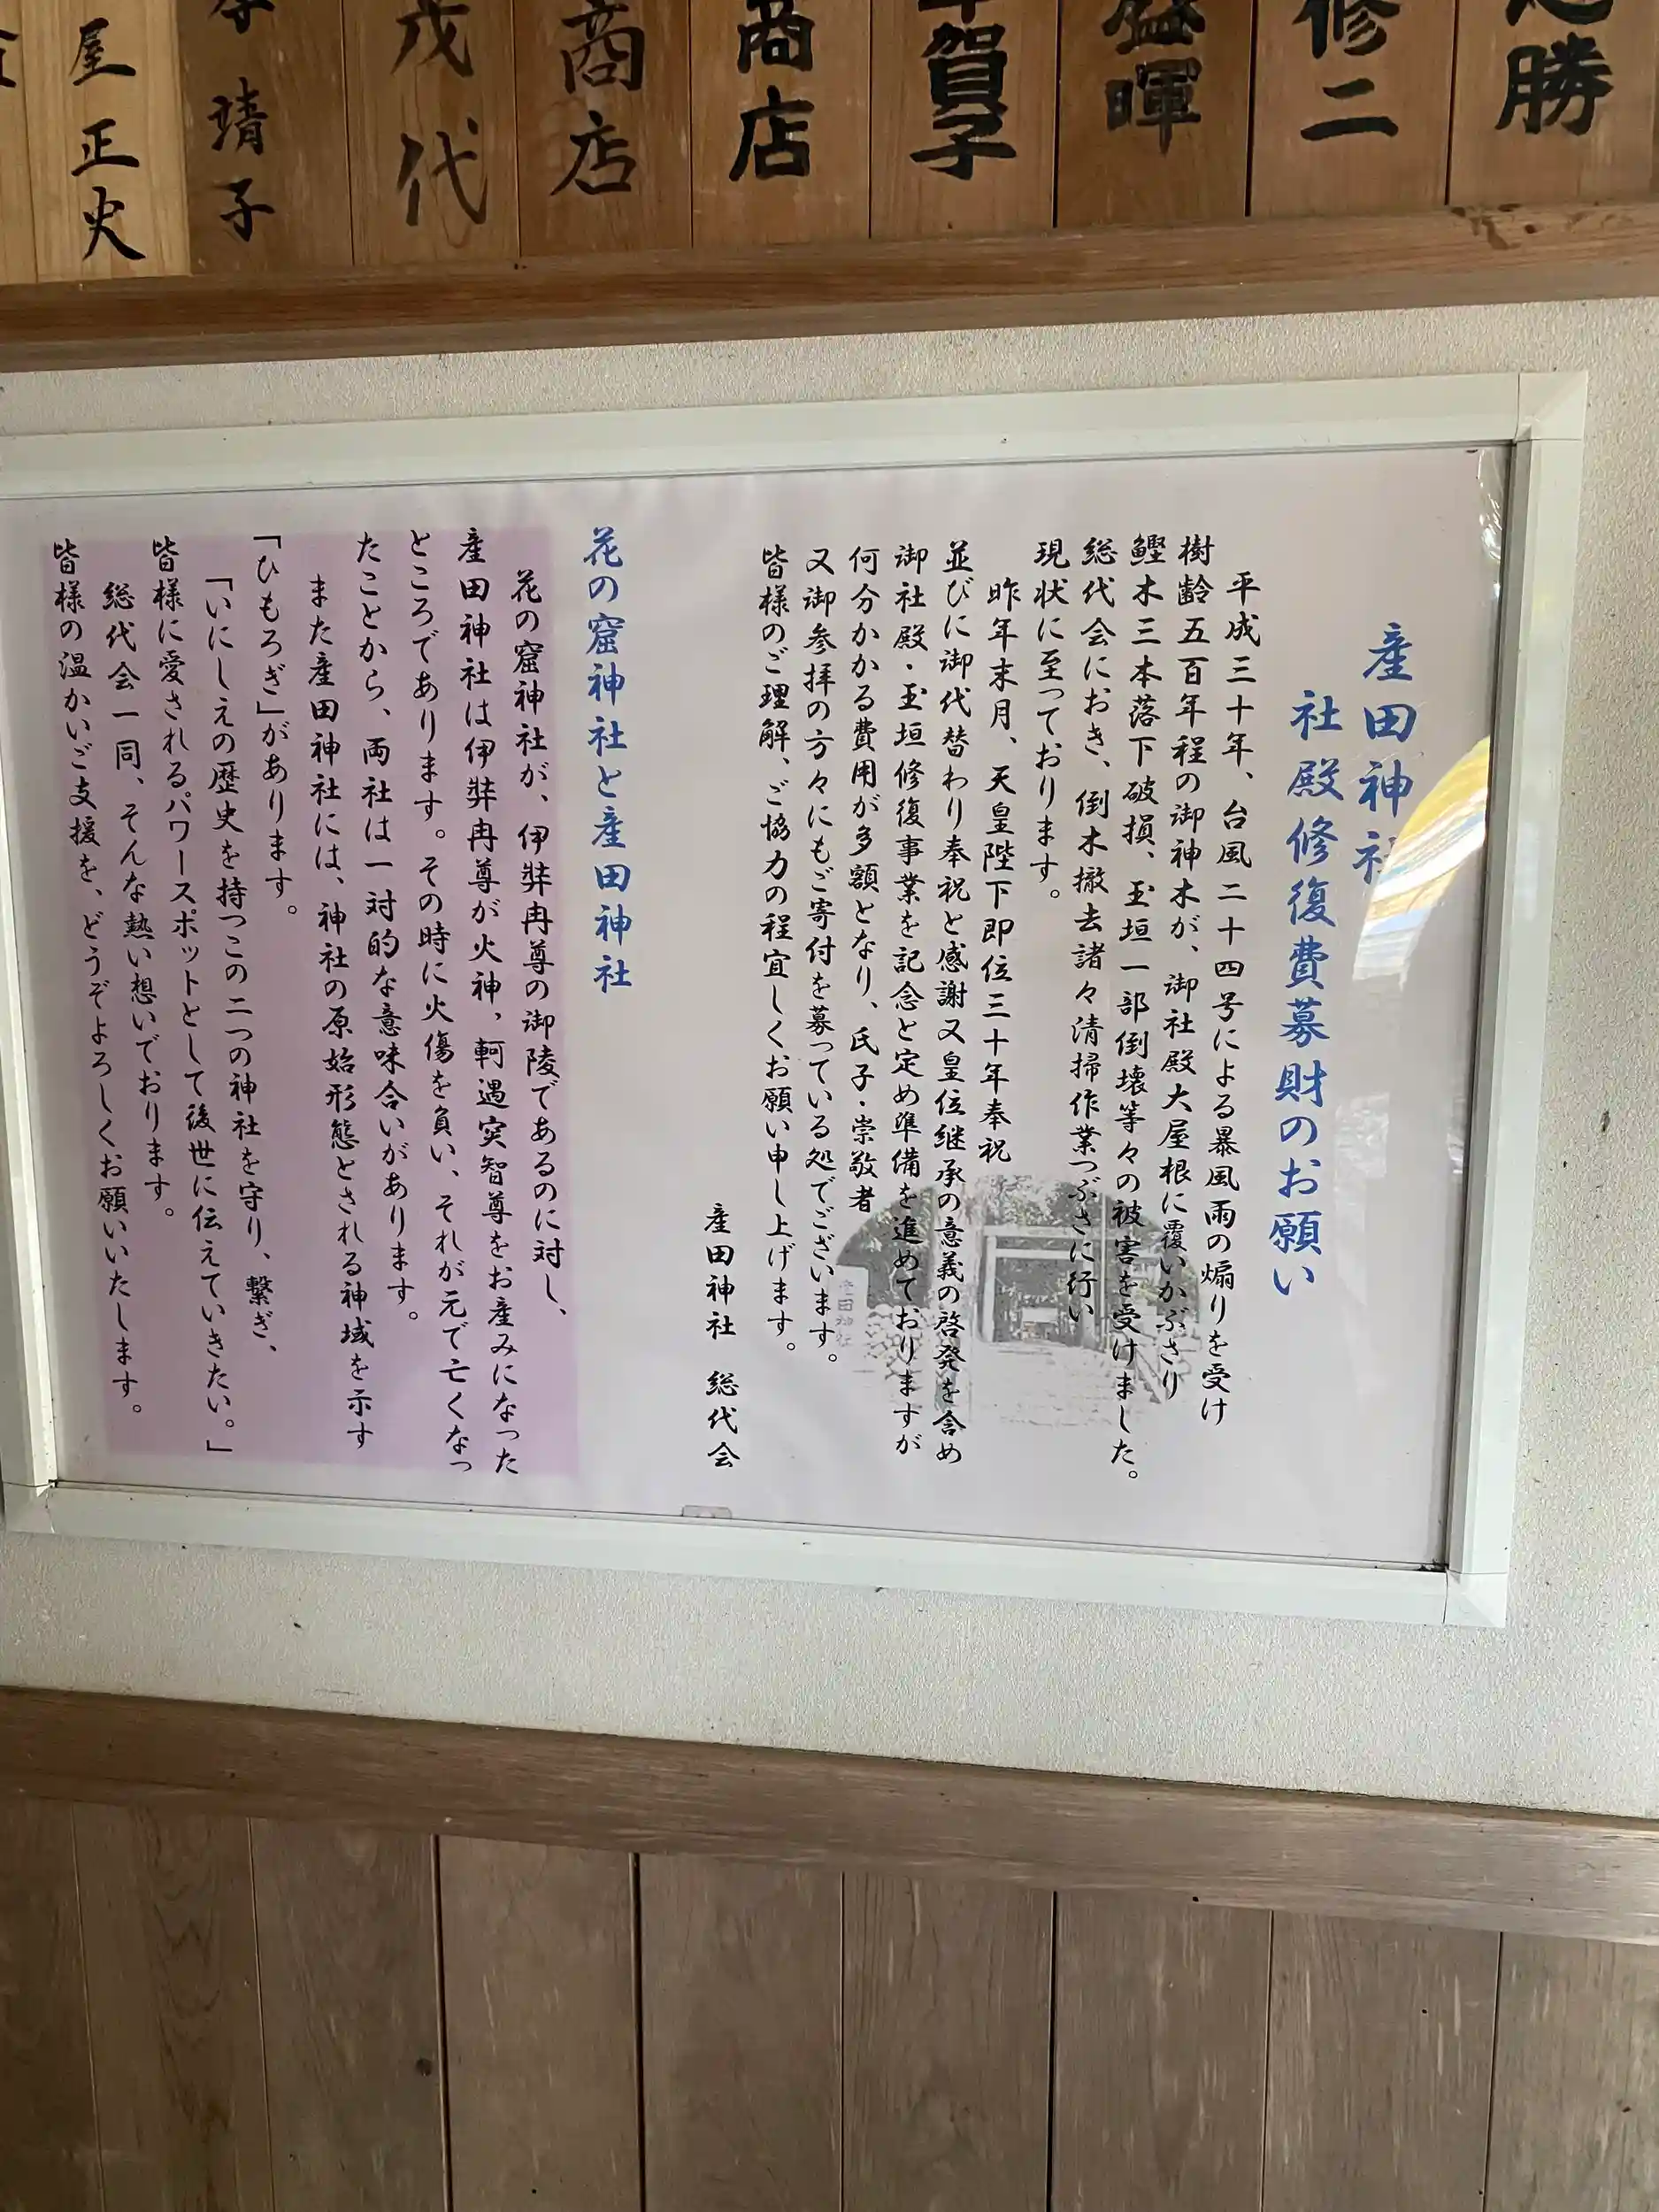 勝
修二
盛暉
年賀子
商店
商店
茂代
靖子
屋正史
産田神社
社殿修復費募財のお願い
平成三十年、台風二十四号による暴風雨の煽りを受け
樹齢五百年程の御神木が、御社殿大屋根に覆いかぶさり
鰹木三本落下破損、玉垣一部倒壊等々の被害を受けました。
総代会におき、倒木撤去諸々清掃作業つぶさに行い
現状に至っております。
昨年末月、天皇陛下即位三十年奉祝
並びに御代替わり奉祝と感謝又皇位継承の意義の啓発を含め
御社殿・玉垣修復事業を記念と定め準備を進めておりますが
何分かかる費用が多額となり、氏子・崇敬者
又御参拝の方々にもご寄付を募っている処でございます。
皆様のご理解、ご協力の程宜しくお願い申し上げます。
産田神社 総代会
花の窟神社と産田神社
花の窟神社が、伊弉冉尊の御陵であるのに対し、
産田神社は伊弉冉尊が火神，軻遇突智尊をお産みになった
ところであります。その時に火傷を負い、それが元で亡くなっ
たことから、両社は一対的な意味合いがあります。
また産田神社には、神社の原始形態とされる神域を示す
「ひもろぎ」があります。
「いにしえの歴史を持つこの二つの神社を守り、繋ぎ、
皆様に愛されるパワースポットとして後世に伝えていきたい。」
総代会一同、そんな熱い想いでおります。
皆様の温かいご支援を、どうぞよろしくお願いいたします。